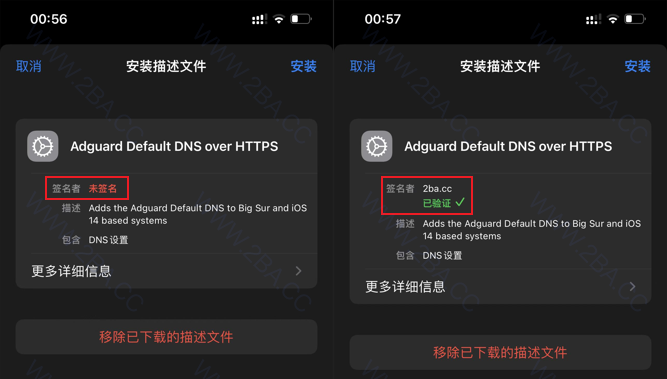 00:56
取消
安装描述文件
安装
Adguard Default DNS over HTTPS
签名者 未签名
描述 Adds the Adguard Default DNS to Big Sur and iOS
14 based systems
包含 DNS 设置
更多详细信息
移除已下载的描述文件
00:57
取消
安装描述文件
安装
Adguard Default DNS over HTTPS
签名者 2ba.cc
已验证
描述 Adds the Adguard Default DNS to Big Sur and iOS
14 based systems
包含 DNS 设置
更多详细信息
移除已下载的描述文件
WWW.2BA.CC